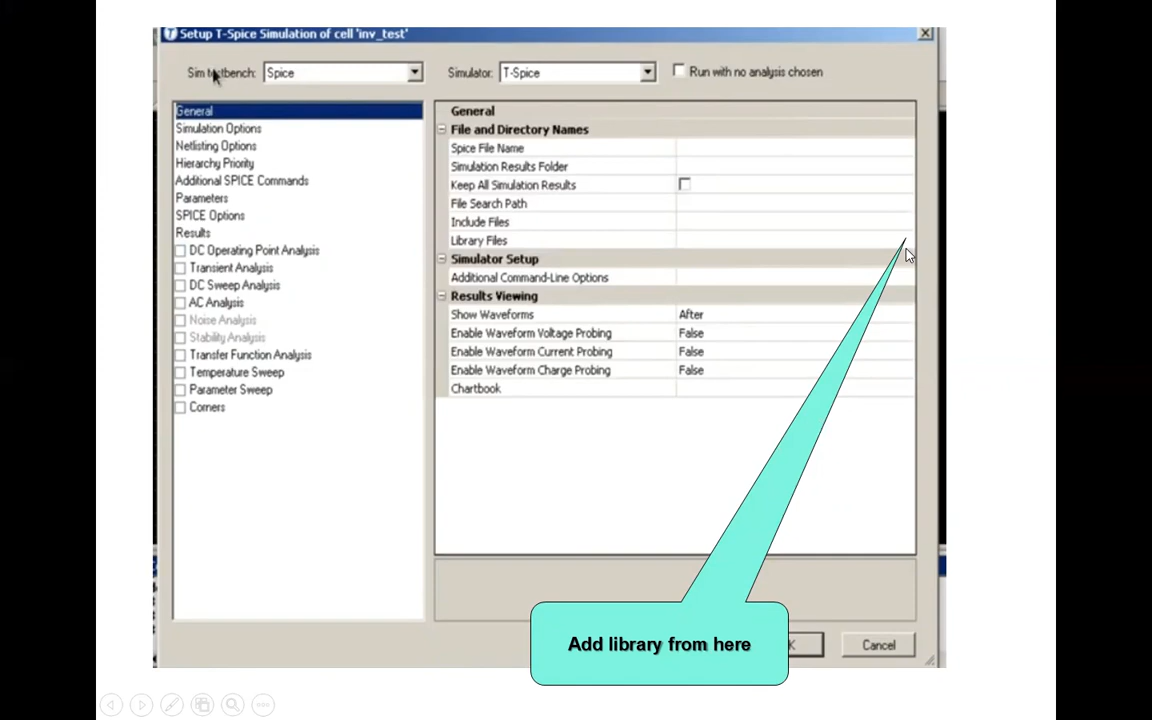 Setup T-Spice Simulation of cell 'inv_test'
Sim testbench: Spice Simulator: T-Spice Run with no analysis chosen
General
Simulation Options
Netlisting Options
Hierarchy Priority
Additional SPICE Commands
Parameters
SPICE Options
Results
DC Operating Point Analysis
Transient Analysis
DC Sweep Analysis
AC Analysis
Noise Analysis
Stability Analysis
Transfer Function Analysis
Temperature Sweep
Parameter Sweep
Corners
General
File and Directory Names
Spice File Name
Simulation Results Folder
Keep All Simulation Results
File Search Path
Include Files
Library Files
Simulator Setup
Additional Command-Line Options
Results Viewing
Show Waveforms After
Enable Waveform Voltage Probing False
Enable Waveform Current Probing False
Enable Waveform Charge Probing False
Chartbook
Add library from here
K Cancel